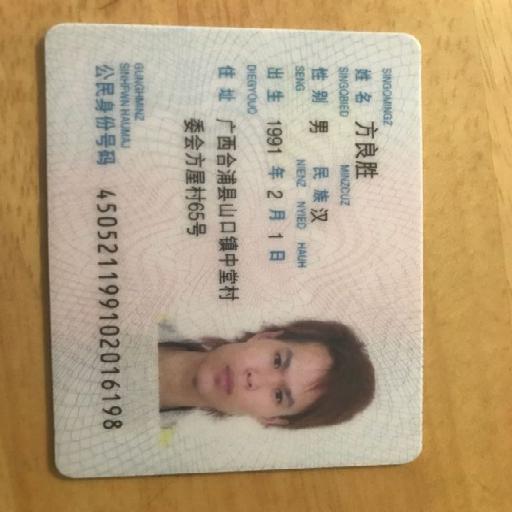 SINGQMINGZ
姓名 方良胜
SINGQBIED MINZCUZ
性别 男 民族 汉
SENG NIENZ NYIED HAUH
出生 1991 年 2 月 1 日
DIEGYOUQ
住址 广西合浦县山口镇中堂村
委会方屋村65号
GUNGHMINZ
SINHFWN HAUMAJ
公民身份号码 450521199102016198